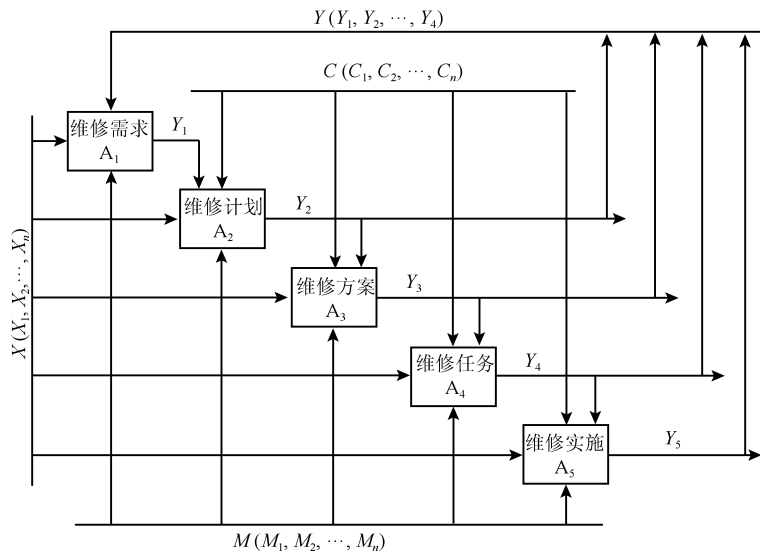 Y (Y₁, Y₂, ···, Y₄)
C (C₁, C₂, ···, Cₙ)
维修需求
A₁
Y₁
维修计划
A₂
Y₂
X (X₁, X₂,···, Xₙ)
维修方案
A₃
Y₃
维修任务
A₄
Y₄
维修实施
A₅
Y₅
M (M₁, M₂, ···, Mₙ)